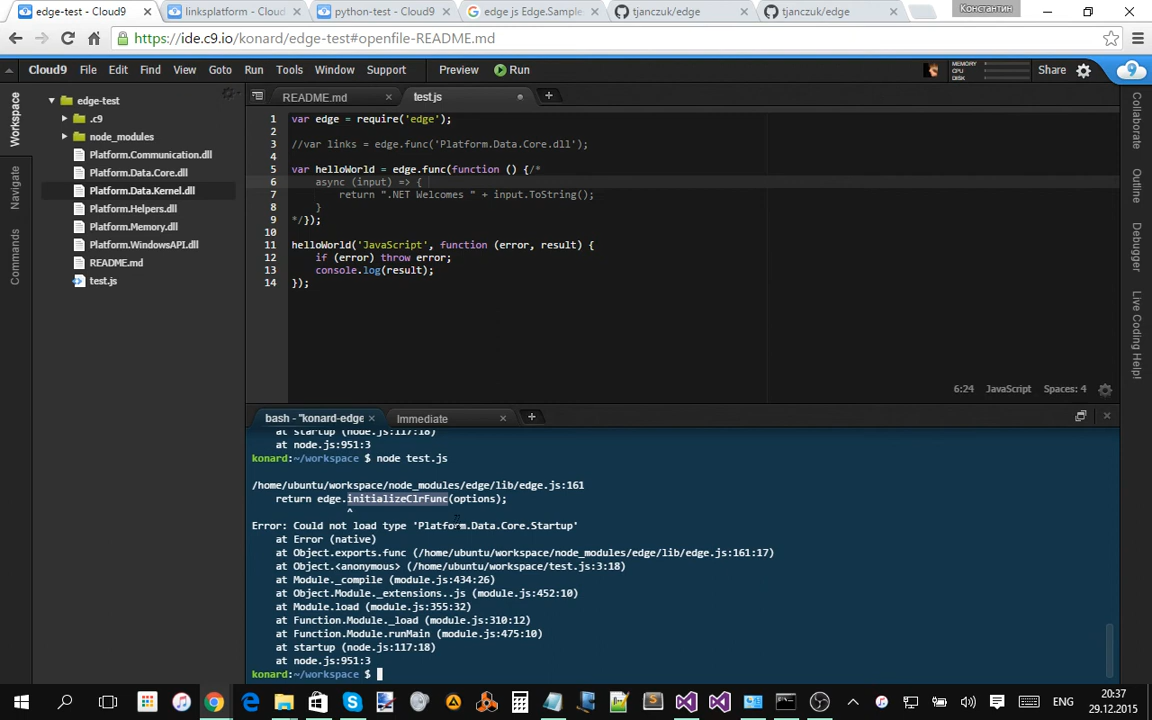 edge-test - Cloud9
linksplatform - Cloud9
python-test - Cloud9
edge js Edge.Sample
tjanczuk/edge
tjanczuk/edge
Константин
https://ide.c9.io/konard/edge-test#openfile-README.md
Cloud9 File Edit Find View Goto Run Tools Window Support Preview Run
MEMORY
CPU
DISK
Share
Workspace
Navigate
Commands
edge-test
.c9
node_modules
Platform.Communication.dll
Platform.Data.Core.dll
Platform.Data.Kernel.dll
Platform.Helpers.dll
Platform.Memory.dll
Platform.WindowsAPI.dll
README.md
test.js
README.md
test.js
1 var edge = require('edge');
2
3 //var links = edge.func('Platform.Data.Core.dll');
4
5 var helloWorld = edge.func(function () {/*
6 async (input) => {
7 return ".NET Welcomes " + input.ToString();
8 }
9 */});
10
11 helloWorld('JavaScript', function (error, result) {
12 if (error) throw error;
13 console.log(result);
14 });
6:24 JavaScript Spaces: 4
Collaborate
Outline
Debugger
Live Coding Help!
bash - "konard-edge
Immediate
at startup (node.js:117:18)
at node.js:951:3
konard:~/workspace $ node test.js
/home/ubuntu/workspace/node_modules/edge/lib/edge.js:161
return edge.initializeClrFunc(options);
^
Error: Could not load type 'Platform.Data.Core.Startup'
at Error (native)
at Object.exports.func (/home/ubuntu/workspace/node_modules/edge/lib/edge.js:161:17)
at Object.<anonymous> (/home/ubuntu/workspace/test.js:3:18)
at Module._compile (module.js:434:26)
at Object.Module._extensions..js (module.js:452:10)
at Module.load (module.js:355:32)
at Function.Module._load (module.js:310:12)
at Function.Module.runMain (module.js:475:10)
at startup (node.js:117:18)
at node.js:951:3
konard:~/workspace $
ENG
20:37
29.12.2015